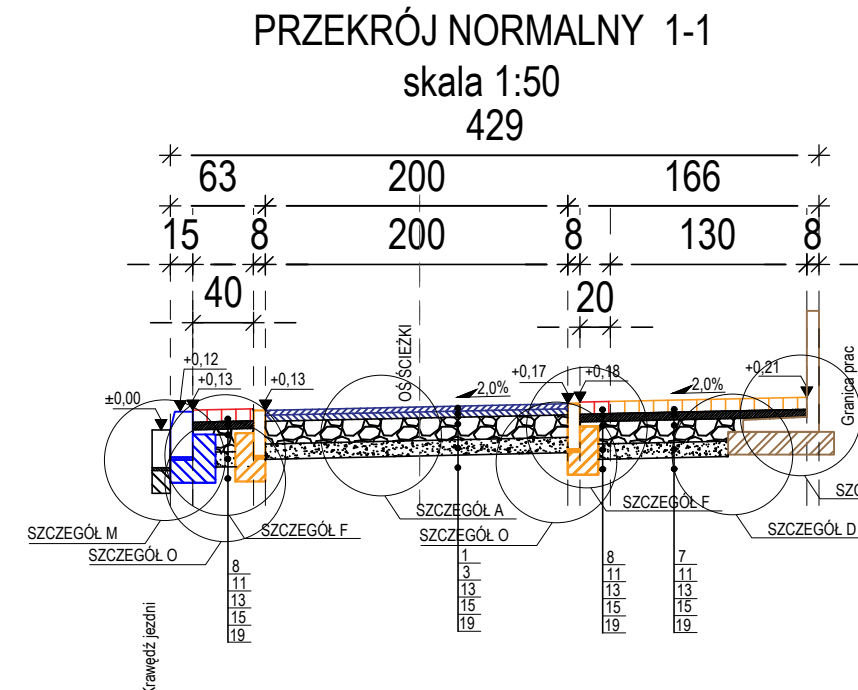 PRZEKRÓJ NORMALNY 1-1
skala 1:50
429
63 200 166
15 8 200 8 130 8
40 20
OŚ ŚCIEŻKI
Granica prac
+0,12
±0,00 +0,13 +0,13 2,0% +0,17 +0,18 2,0% +0,21
SZCZEGÓŁ M
SZCZEGÓŁ O
SZCZEGÓŁ F
SZCZEGÓŁ A
SZCZEGÓŁ O
SZCZEGÓŁ F
SZCZEGÓŁ D
SZC
8
11
13
15
19
1
3
13
15
19
8
11
13
15
19
7
11
13
15
19
Krawędź jezdni